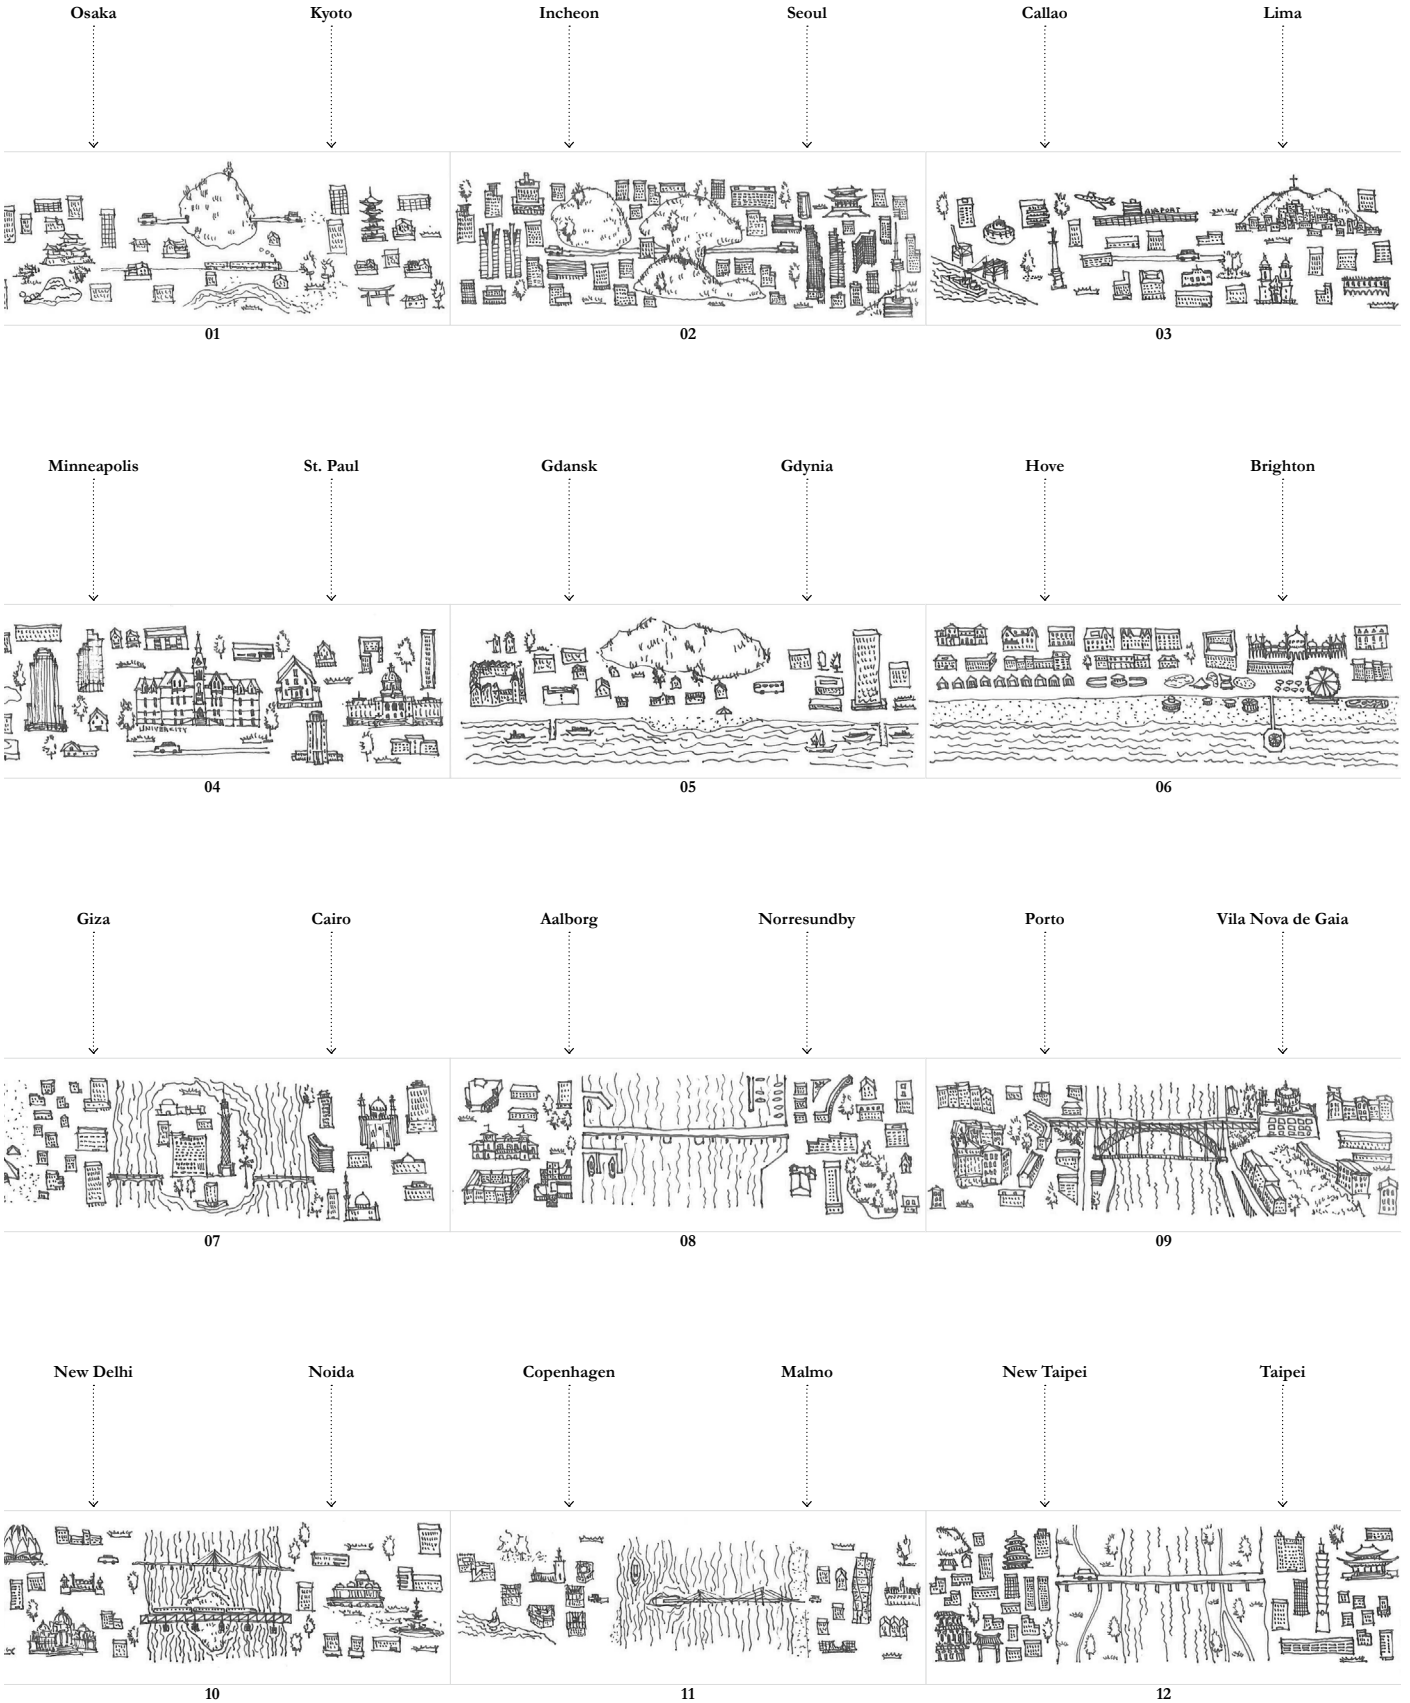 Osaka Kyoto Incheon Seoul Callao Lima
AIRPORT
01 02 03
Minneapolis St. Paul Gdansk Gdynia Hove Brighton
UNIVERCITY
04 05 06
Giza Cairo Aalborg Norresundby Porto Vila Nova de Gaia
07 08 09
New Delhi Noida Copenhagen Malmo New Taipei Taipei
10 11 12